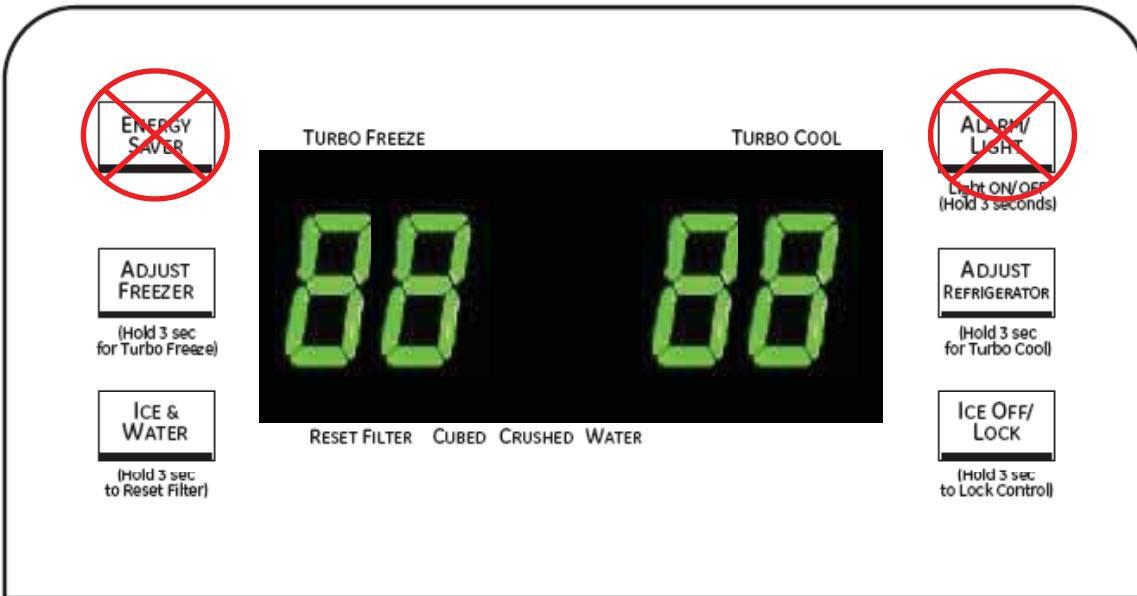 ENERGY
SAVER
TURBO FREEZE
TURBO COOL
ALARM/
LIGHT
Light ON/OFF
(Hold 3 seconds)
88
88
ADJUST
FREEZER
(Hold 3 sec
for Turbo Freeze)
ADJUST
REFRIGERATOR
(Hold 3 sec
for Turbo Cool)
ICE &
WATER
(Hold 3 sec
to Reset Filter)
RESET FILTER CUBED CRUSHED WATER
ICE OFF/
LOCK
(Hold 3 sec
to Lock Control)